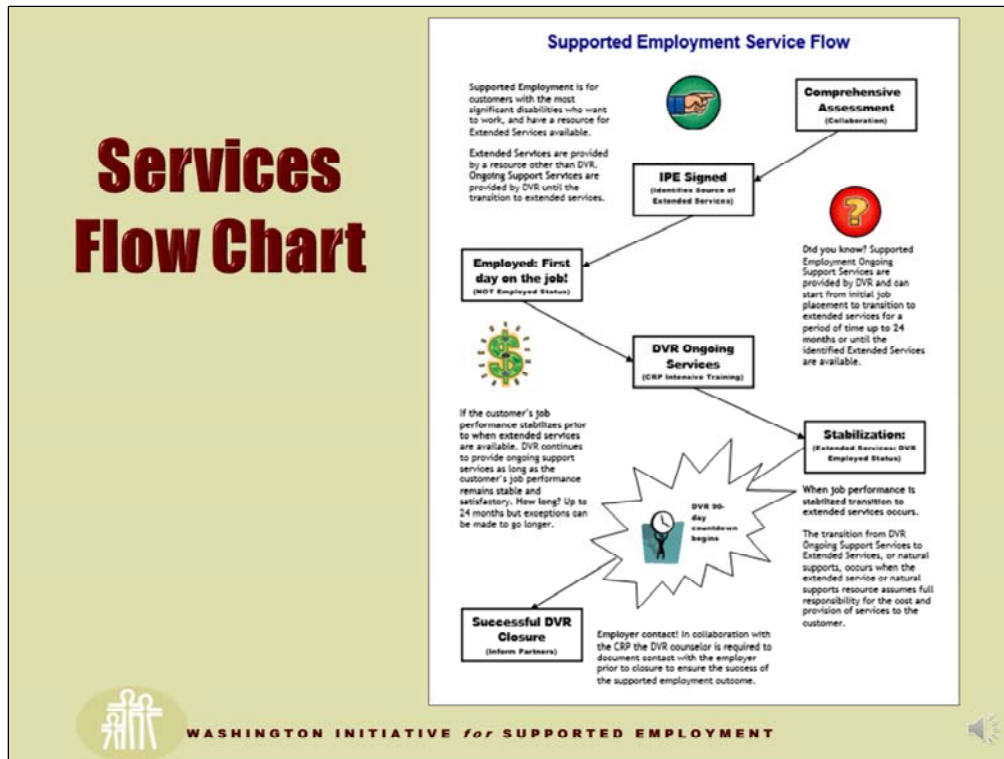 Services
Flow Chart
Supported Employment Service Flow
Supported Employment is for
customers with the most
significant disabilities who want
to work, and have a resource for
Extended Services available.
Extended Services are provided
by a resource other than DVR.
Ongoing Support Services are
provided by DVR until the
transition to extended services.
Comprehensive
Assessment
(Collaboration)
IPE Signed
(Identifies Source of
Extended Services)
Employed: First
day on the job!
(NOT Employed Status)
Did you know? Supported
Employment Ongoing
Support Services are
provided by DVR and can
start from initial job
placement to transition to
extended services for a
period of time up to 24
months or until the
identified Extended Services
are available.
DVR Ongoing
Services
(CRP Intensive Training)
If the customer's job
performance stabilizes prior
to when extended services
are available, DVR continues
to provide ongoing support
services as long as the
customer's job performance
remains stable and
satisfactory. How long? Up to
24 months but exceptions can
be made to go longer.
Stabilization:
(Extended Services: DVR
Employed Status)
DVR 90-
day
countdown
begins
When job performance is
stabilized transition to
extended services occurs.
The transition from DVR
Ongoing Support Services to
Extended Services, or natural
supports, occurs when the
extended service or natural
supports resource assumes full
responsibility for the cost and
provision of services to the
customer.
Successful DVR
Closure
(Inform Partners)
Employer contact! In collaboration with
the CRP the DVR counselor is required to
document contact with the employer
prior to closure to ensure the success of
the supported employment outcome.
WASHINGTON INITIATIVE for SUPPORTED EMPLOYMENT